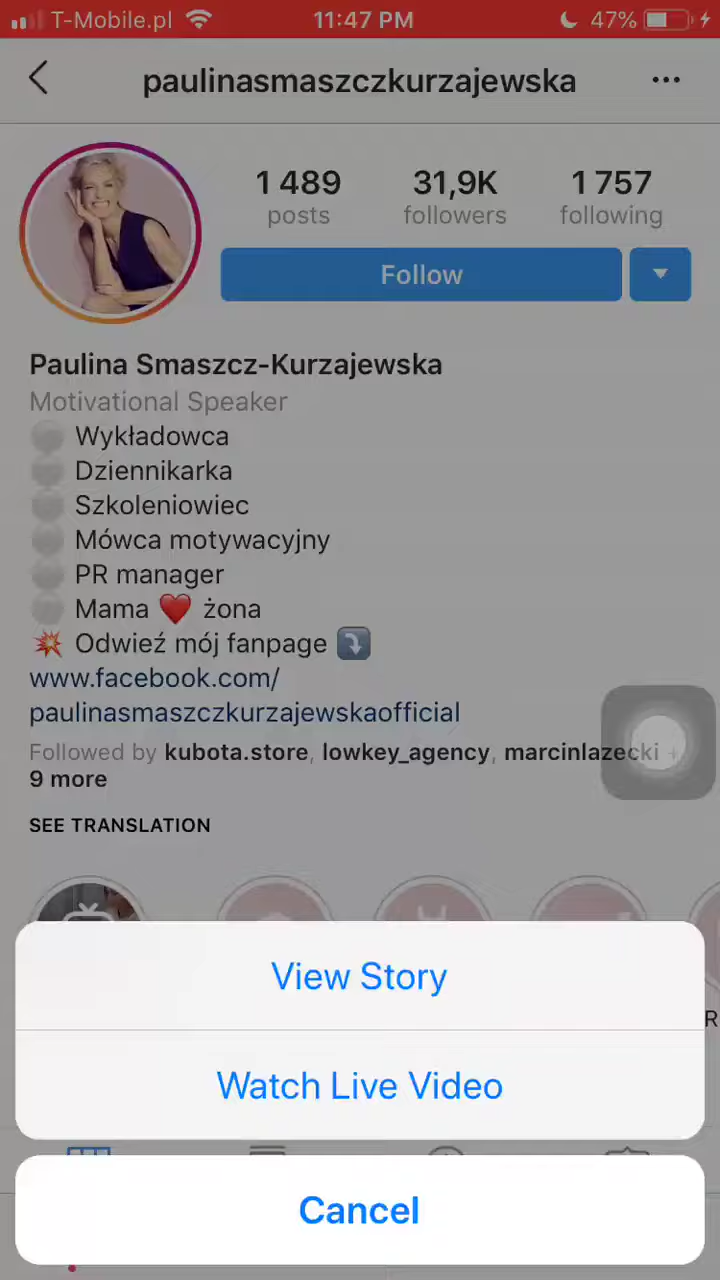 T-Mobile.pl 11:47 PM 47%
paulinasmaszczkurzajewska ...
1 489 31,9K 1 757
posts followers following
Follow
Paulina Smaszcz-Kurzajewska
Motivational Speaker
Wykładowca
Dziennikarka
Szkoleniowiec
Mówca motywacyjny
PR manager
Mama ❤️ żona
💥 Odwieź mój fanpage ⤵️
www.facebook.com/
paulinasmaszczkurzajewskaofficial
Followed by kubota.store, lowkey_agency, marcinlazecki +
9 more
SEE TRANSLATION
View Story
R
Watch Live Video
Cancel